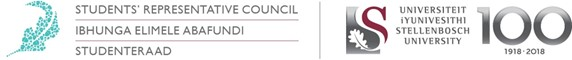 STUDENTS' REPRESENTATIVE COUNCIL
IBHUNGA ELIMELE ABAFUNDI
STUDENTERAAD
UNIVERSITEIT
iYUNIVESITHI
STELLENBOSCH
UNIVERSITY
100
1918·2018